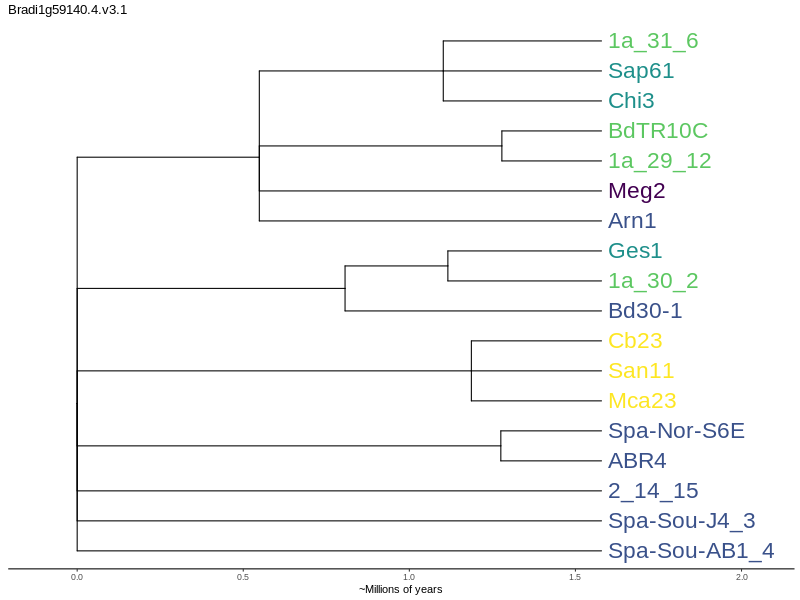 Bradi1g59140.4.v3.1
1a_31_6
Sap61
Chi3
BdTR10C
1a_29_12
Meg2
Arn1
Ges1
1a_30_2
Bd30-1
Cb23
San11
Mca23
Spa-Nor-S6E
ABR4
2_14_15
Spa-Sou-J4_3
Spa-Sou-AB1_4
0.0 0.5 1.0 1.5 2.0
~Millions of years